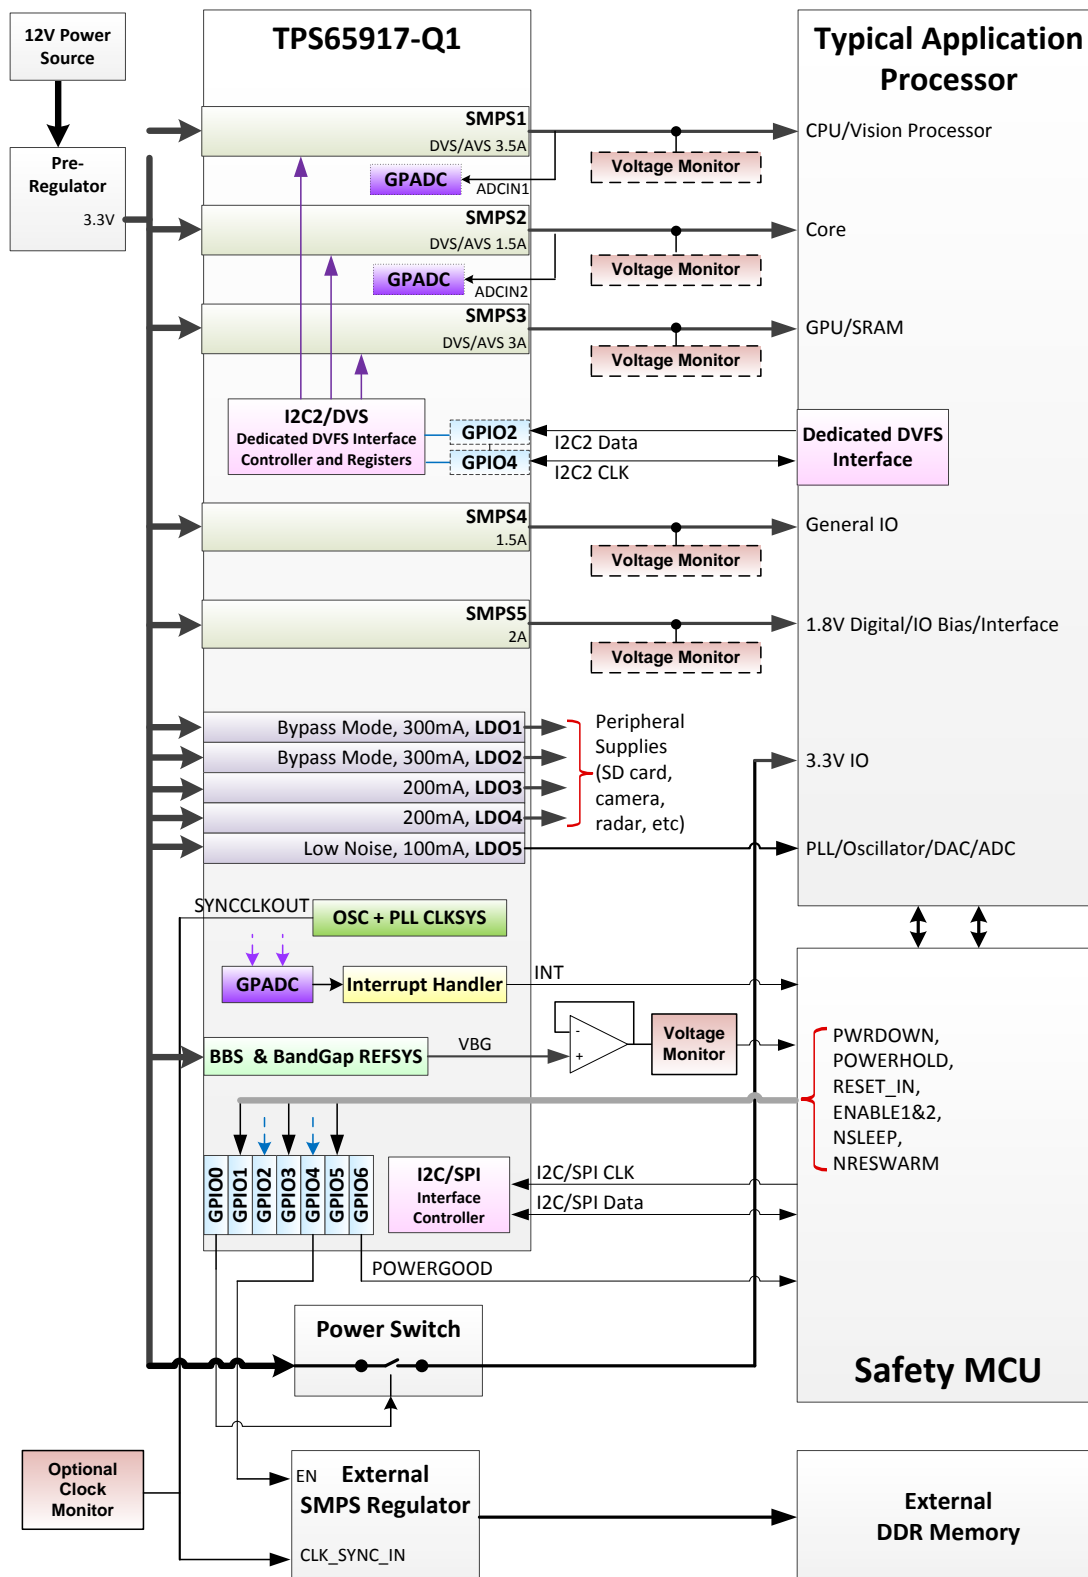 12V Power
Source
TPS65917-Q1
Typical Application
Processor
Pre-
Regulator
3.3V
SMPS1
DVS/AVS 3.5A
CPU/Vision Processor
Voltage Monitor
GPADC
ADCIN1
SMPS2
DVS/AVS 1.5A
Core
Voltage Monitor
GPADC
ADCIN2
SMPS3
DVS/AVS 3A
GPU/SRAM
Voltage Monitor
I2C2/DVS
Dedicated DVFS Interface
Controller and Registers
GPIO2
GPIO4
I2C2 Data
I2C2 CLK
Dedicated DVFS
Interface
SMPS4
1.5A
General IO
Voltage Monitor
SMPS5
2A
1.8V Digital/IO Bias/Interface
Voltage Monitor
Bypass Mode, 300mA, LDO1
Bypass Mode, 300mA, LDO2
200mA, LDO3
200mA, LDO4
Low Noise, 100mA, LDO5
Peripheral
Supplies
(SD card,
camera,
radar, etc)
3.3V IO
PLL/Oscillator/DAC/ADC
SYNCCLKOUT
OSC + PLL CLKSYS
GPADC
Interrupt Handler
INT
BBS & BandGap REFSYS
VBG
-
+
Voltage
Monitor
PWRDOWN,
POWERHOLD,
RESET_IN,
ENABLE1&2,
NSLEEP,
NRESWARM
GPIO0
GPIO1
GPIO2
GPIO3
GPIO4
GPIO5
GPIO6
I2C/SPI
Interface
Controller
I2C/SPI CLK
I2C/SPI Data
POWERGOOD
Power Switch
Safety MCU
Optional
Clock
Monitor
EN
External
SMPS Regulator
CLK_SYNC_IN
External
DDR Memory